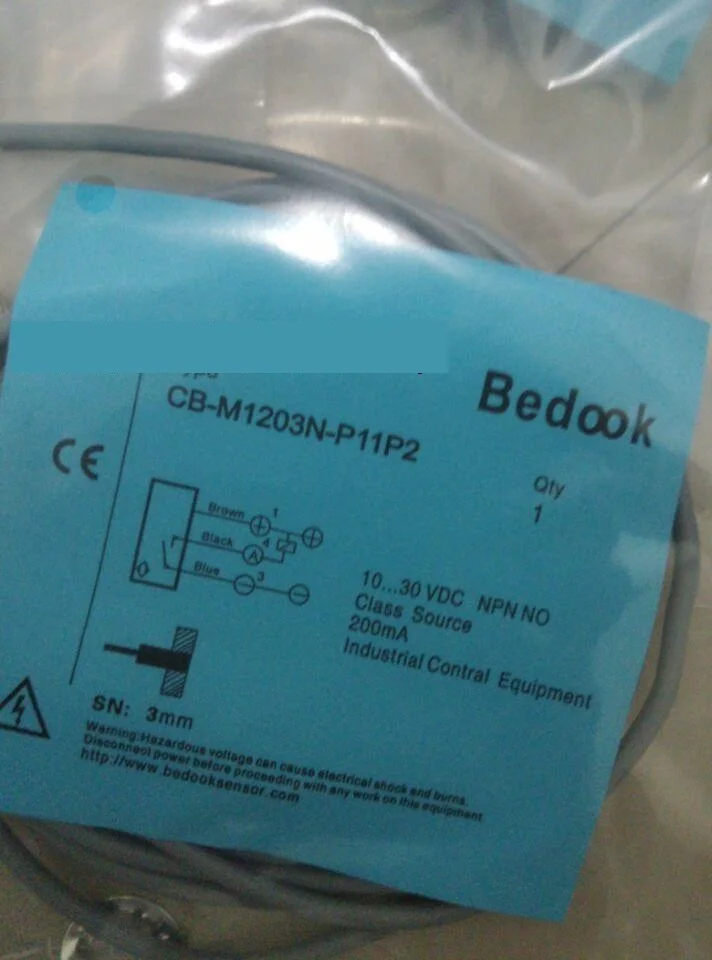 Bedook
CB-M1203N-P11P2
CE
Qty
1
Brown 1
Black 4
A
Blue 3
10...30 VDC NPN NO
Class Source
200mA
Industrial Contral Equipment
SN: 3mm
Warning:Hazardous voltage can cause electrical shock and burns.
Disconnect power before proceeding with any work on this equipment.
http://www.bedooksensor.com